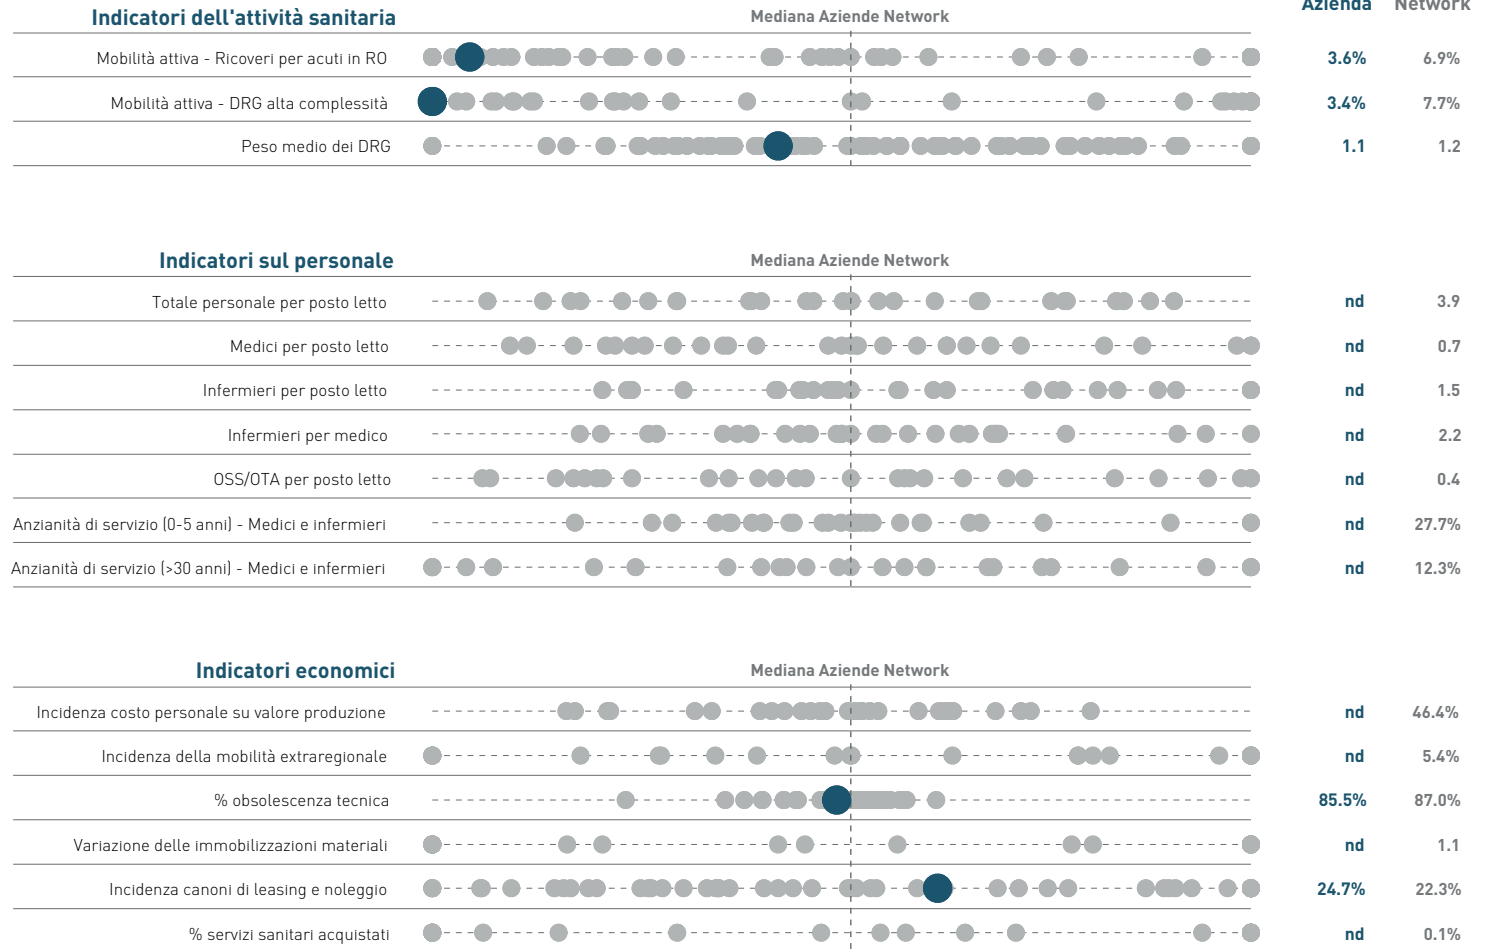 Azienda Network
Indicatori dell'attività sanitaria Mediana Aziende Network
Mobilità attiva - Ricoveri per acuti in RO 3.6% 6.9%
Mobilità attiva - DRG alta complessità 3.4% 7.7%
Peso medio dei DRG 1.1 1.2
Indicatori sul personale Mediana Aziende Network
Totale personale per posto letto nd 3.9
Medici per posto letto nd 0.7
Infermieri per posto letto nd 1.5
Infermieri per medico nd 2.2
OSS/OTA per posto letto nd 0.4
Anzianità di servizio (0-5 anni) - Medici e infermieri nd 27.7%
Anzianità di servizio (>30 anni) - Medici e infermieri nd 12.3%
Indicatori economici Mediana Aziende Network
Incidenza costo personale su valore produzione nd 46.4%
Incidenza della mobilità extraregionale nd 5.4%
% obsolescenza tecnica 85.5% 87.0%
Variazione delle immobilizzazioni materiali nd 1.1
Incidenza canoni di leasing e noleggio 24.7% 22.3%
% servizi sanitari acquistati nd 0.1%